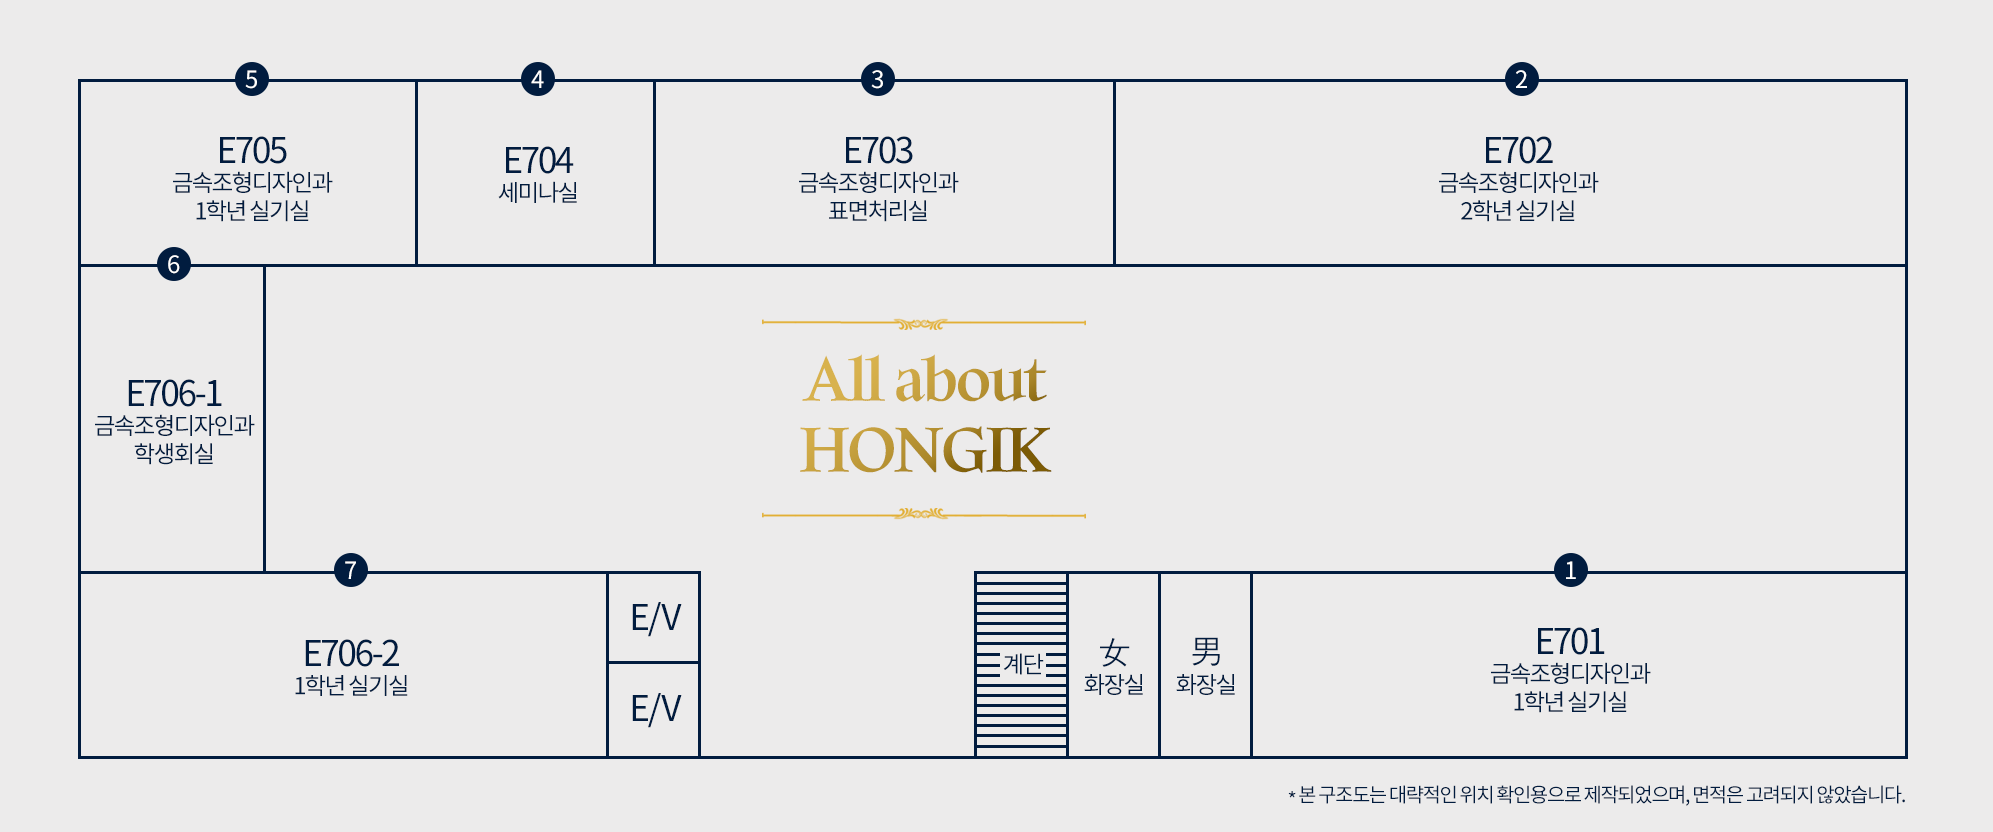 5
4
3
2
E705
금속조형디자인과
1학년 실기실
E704
세미나실
E703
금속조형디자인과
표면처리실
E702
금속조형디자인과
2학년 실기실
6
E706-1
금속조형디자인과
학생회실
All about
HONGIK
7
1
E706-2
1학년 실기실
E/V
E/V
계단
女
화장실
男
화장실
E701
금속조형디자인과
1학년 실기실
* 본 구조도는 대략적인 위치 확인용으로 제작되었으며, 면적은 고려되지 않았습니다.